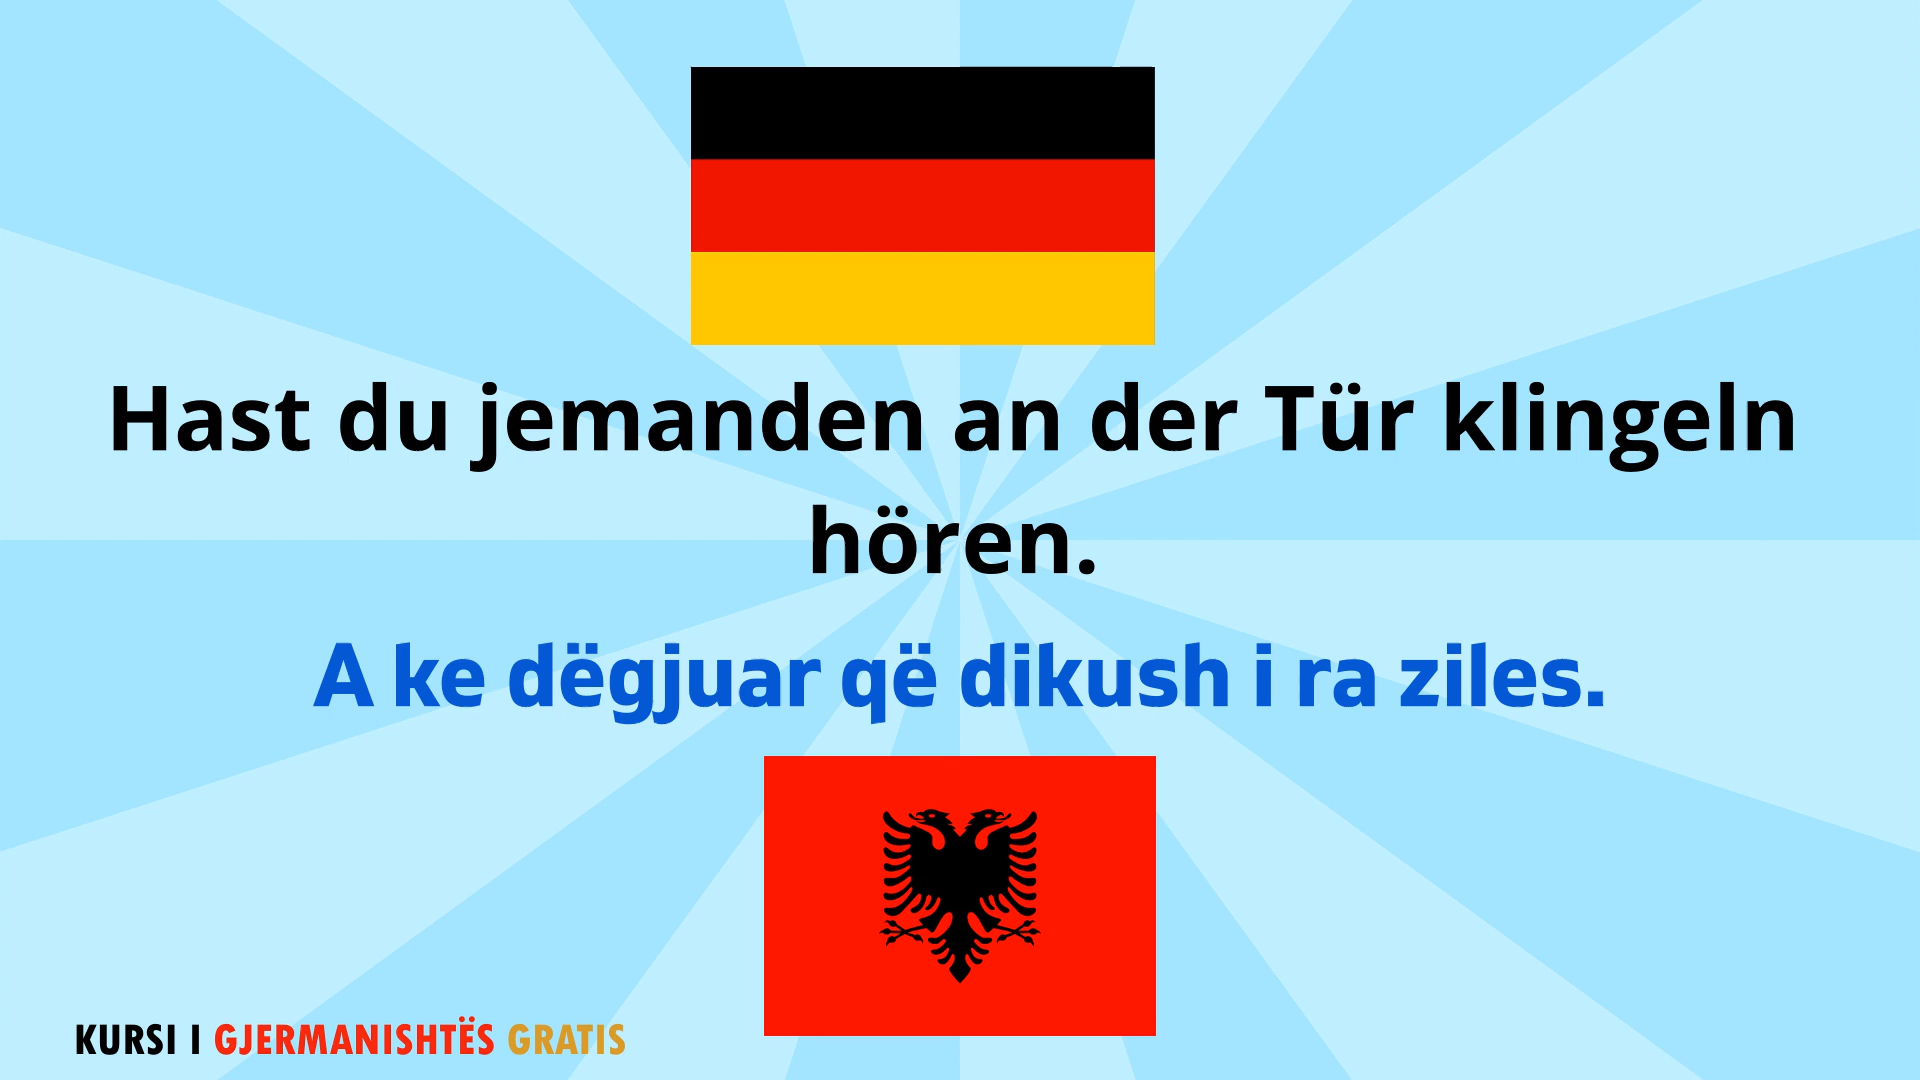 Hast du jemanden an der Tür klingeln
hören.
A ke dëgjuar që dikush i ra ziles.
KURSI I GJERMANISHTËS GRATIS